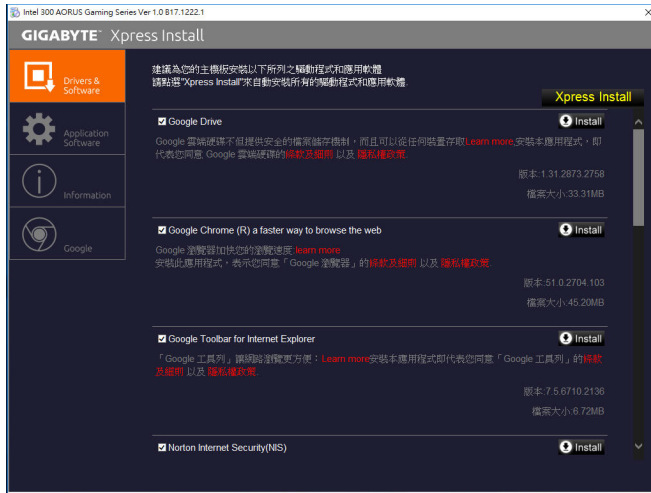 Intel 300 AORUS Gaming Series Ver 1.0 B17.1222.1
GIGABYTE™ Xpress Install
Drivers &
Software
Application
Software
Information
Google
建議為您的主機板安裝以下所列之驅動程式和應用軟體
請點選"Xpress Install"來自動安裝所有的驅動程式和應用軟體.
Xpress Install
Google Drive
Install
Google 雲端硬碟不但提供安全的檔案儲存機制，而且可以從任何裝置存取Learn more,安裝本應用程式，即
代表您同意 Google 雲端硬碟的條款及細則 以及 隱私權政策.
版本:1.31.2873.2758
檔案大小:33.31MB
Google Chrome (R) a faster way to browse the web
Install
Google 瀏覽器加快您的瀏覽速度.learn more
安裝此應用程式，表示您同意「Google 瀏覽器」的條款及細則 以及 隱私權政策.
版本:51.0.2704.103
檔案大小:45.20MB
Google Toolbar for Internet Explorer
Install
「Google 工具列」讓網路瀏覽更方便：Learn more安裝本應用程式即代表您同意「Google 工具列」的條款
及細則 以及 隱私權政策.
版本:7.5.6710.2136
檔案大小:6.72MB
Norton Internet Security(NIS)
Install